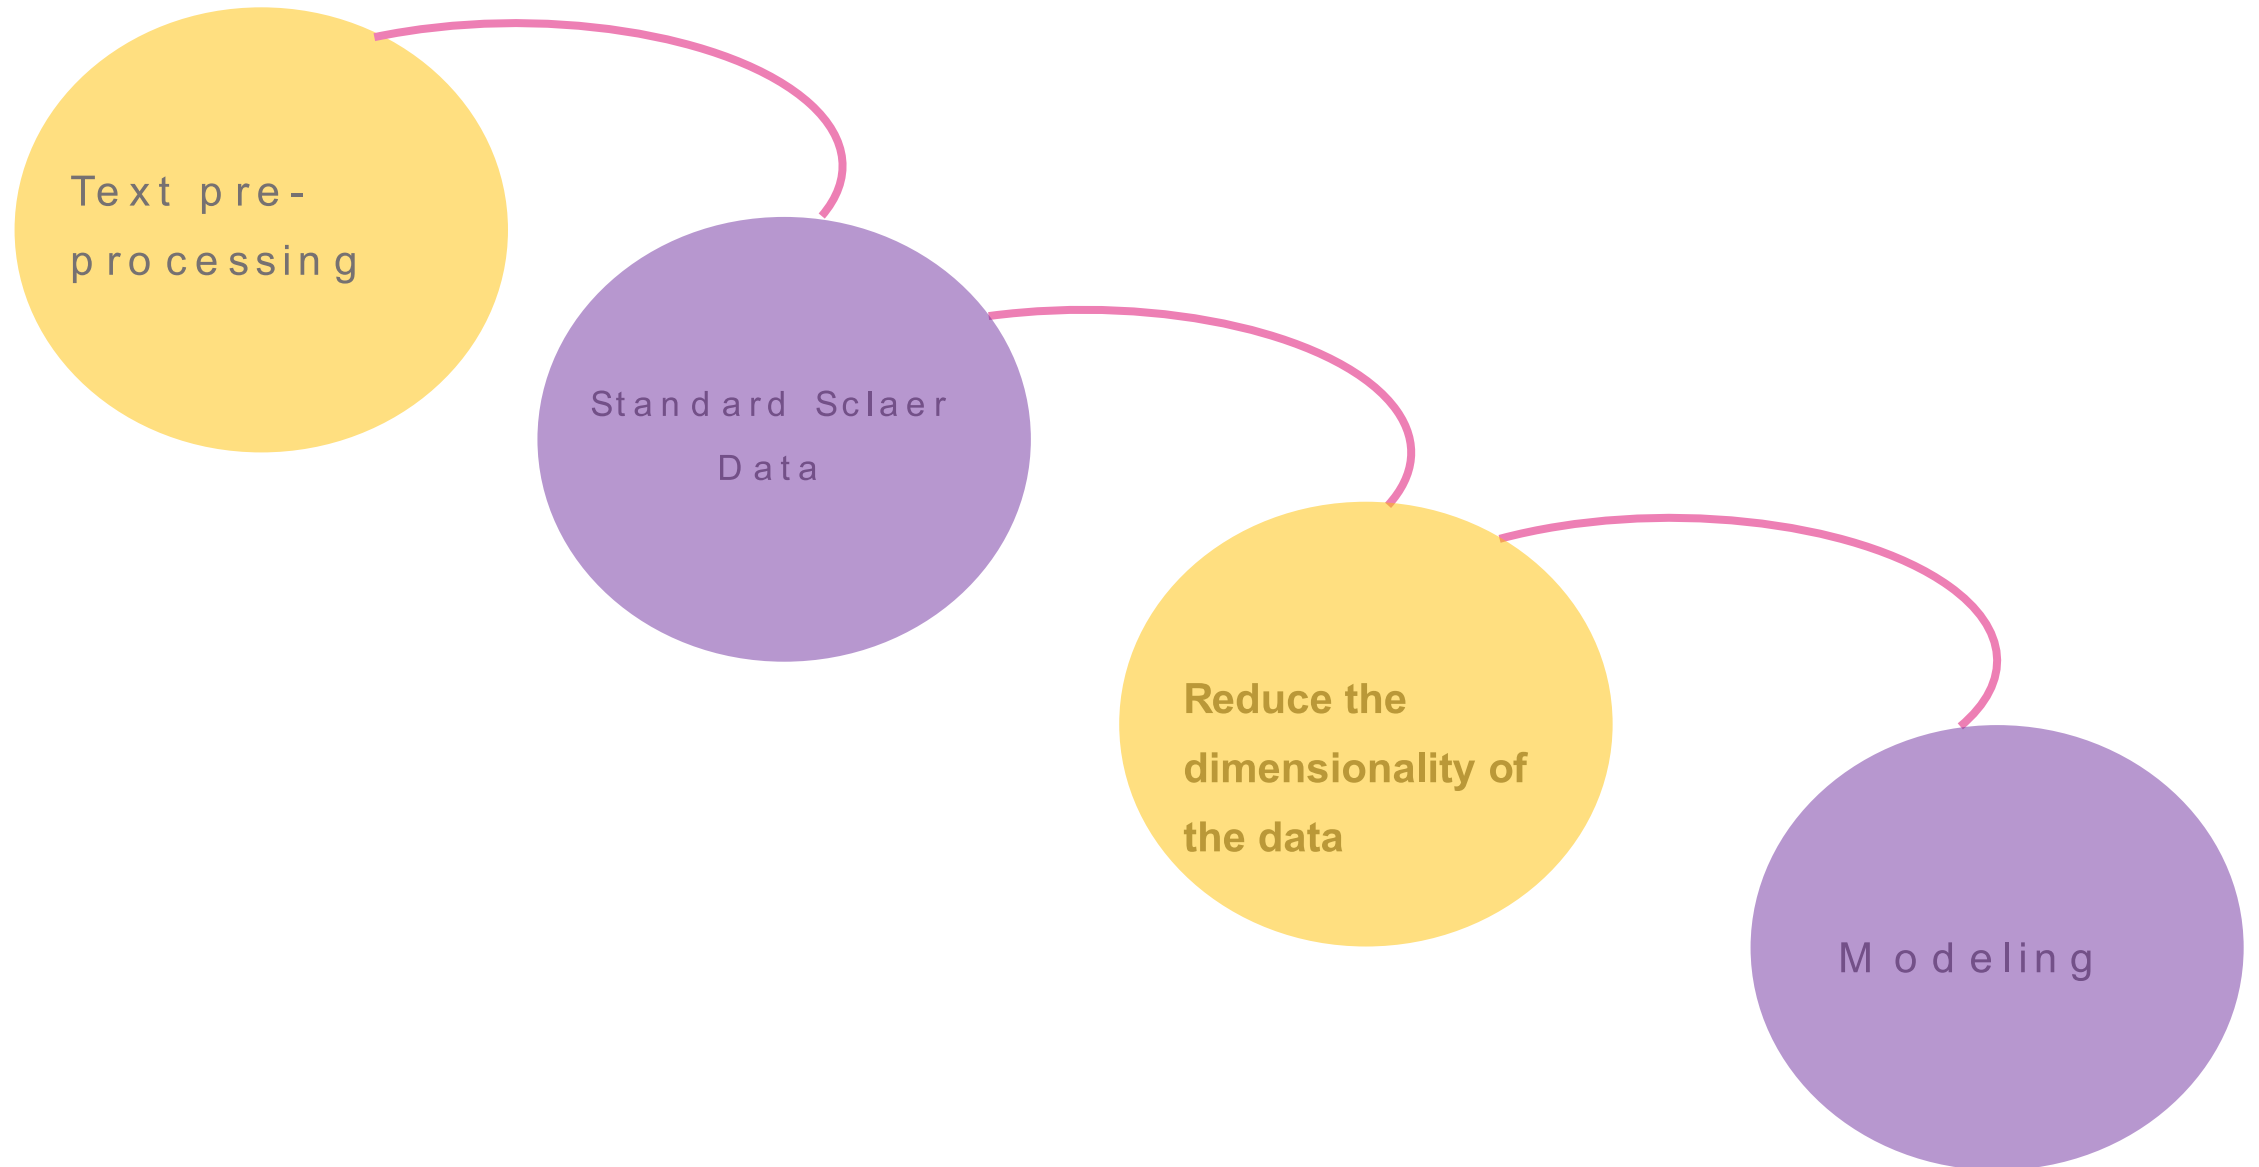 Text pre-
processing
Standard Sclaer
Data
Reduce the
dimensionality of
the data
Modeling